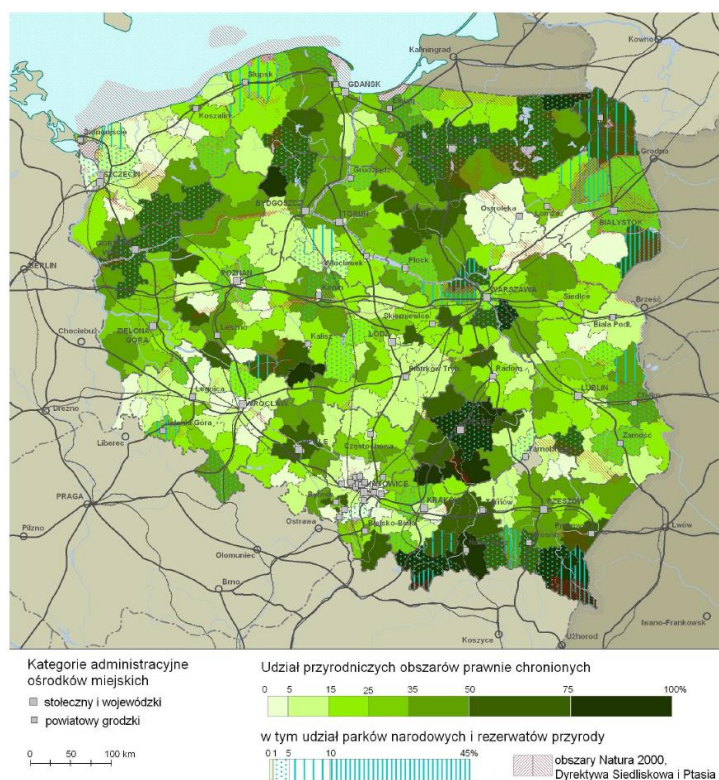 Kowno
Kaliningrad
Słupsk
GDAŃSK
Koszalin
SZCZECIN
Grudziądz
Grodno
BYDGOSZCZ
TORUŃ
Ostrołęka
Łomża
BIAŁYSTOK
BERLIN
Włocławek
Płock
POZNAŃ
Konin
WARSZAWA
Siedlce
Brześć
Biała Podl.
Skierniewice
Chociebuż
ZIELONA
GÓRA
Leszno
Kalisz
ŁÓDŹ
Piotrków Tryb.
Radom
Legnica
WROCŁAW
LUBLIN
Drezno
Liberec
Jelenia Góra
Częstochowa
Zamość
PRAGA
KATOWICE
KRAKÓW
Tarnów
RZESZÓW
Ostrawa
Bielsko-Biała
Lwów
Pilzno
Ołomuniec
Brno
Koszyce
Użhorod
Iwano-Frankowsk
Kategorie administracyjne
ośrodków miejskich
stołeczny i wojewódzki
powiatowy grodzki
0 50 100 km
Udział przyrodniczych obszarów prawnie chronionych
0 5 15 25 35 50 75 100%
w tym udział parków narodowych i rezerwatów przyrody
0 1 5 10 45%
obszary Natura 2000,
Dyrektywa Siedliskowa i Ptasia